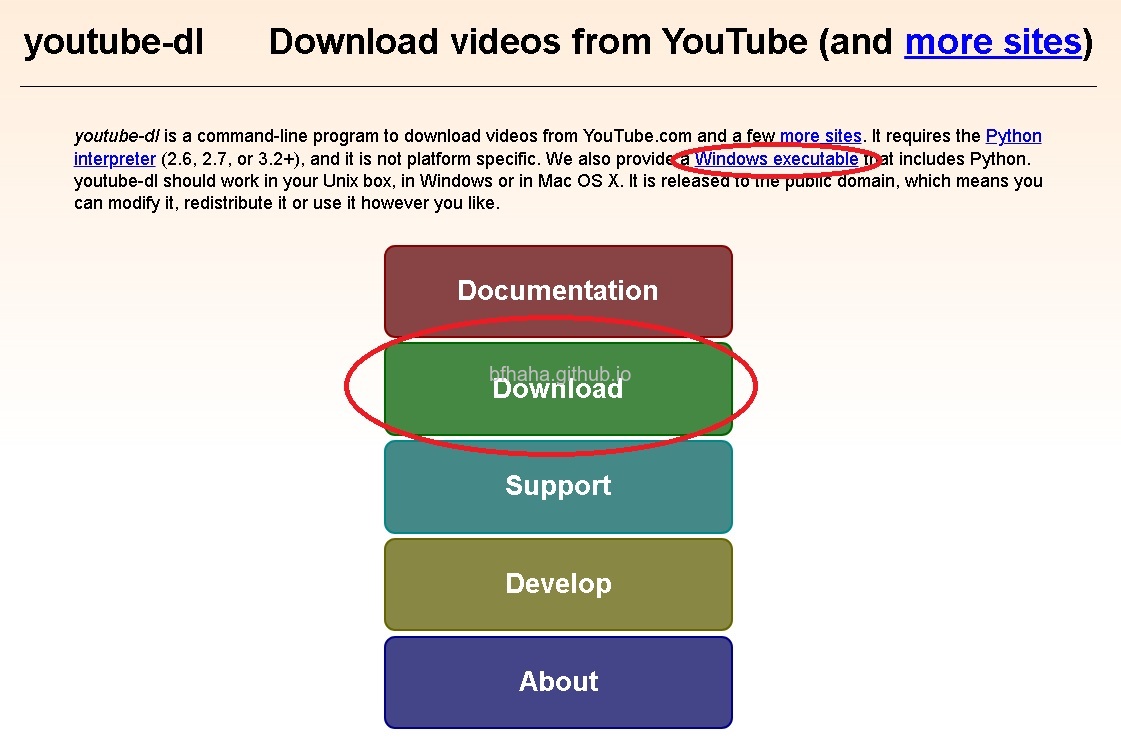 youtube-dl Download videos from YouTube (and more sites)
youtube-dl is a command-line program to download videos from YouTube.com and a few more sites. It requires the Python
interpreter (2.6, 2.7, or 3.2+), and it is not platform specific. We also provide a Windows executable that includes Python.
youtube-dl should work in your Unix box, in Windows or in Mac OS X. It is released to the public domain, which means you
can modify it, redistribute it or use it however you like.
Documentation
hfhaha.github.io
Download
Support
Develop
About